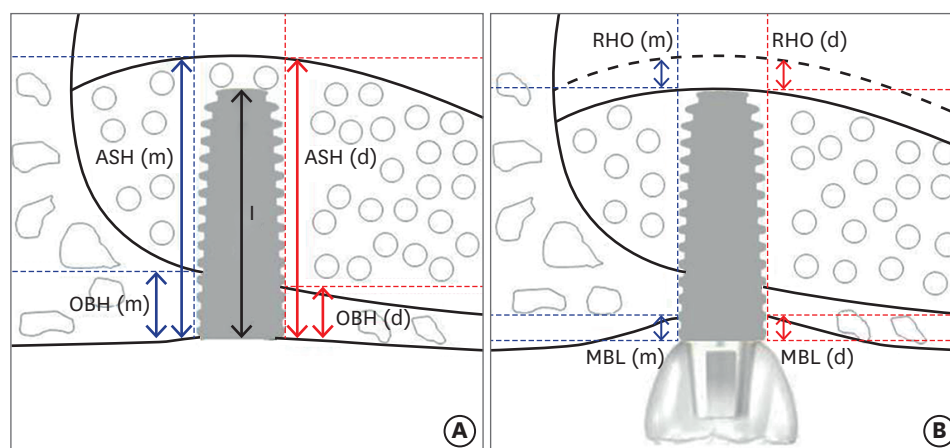 ASH (m)
ASH (d)
I
OBH (m)
OBH (d)
A
RHO (m)
RHO (d)
MBL (m)
MBL (d)
B